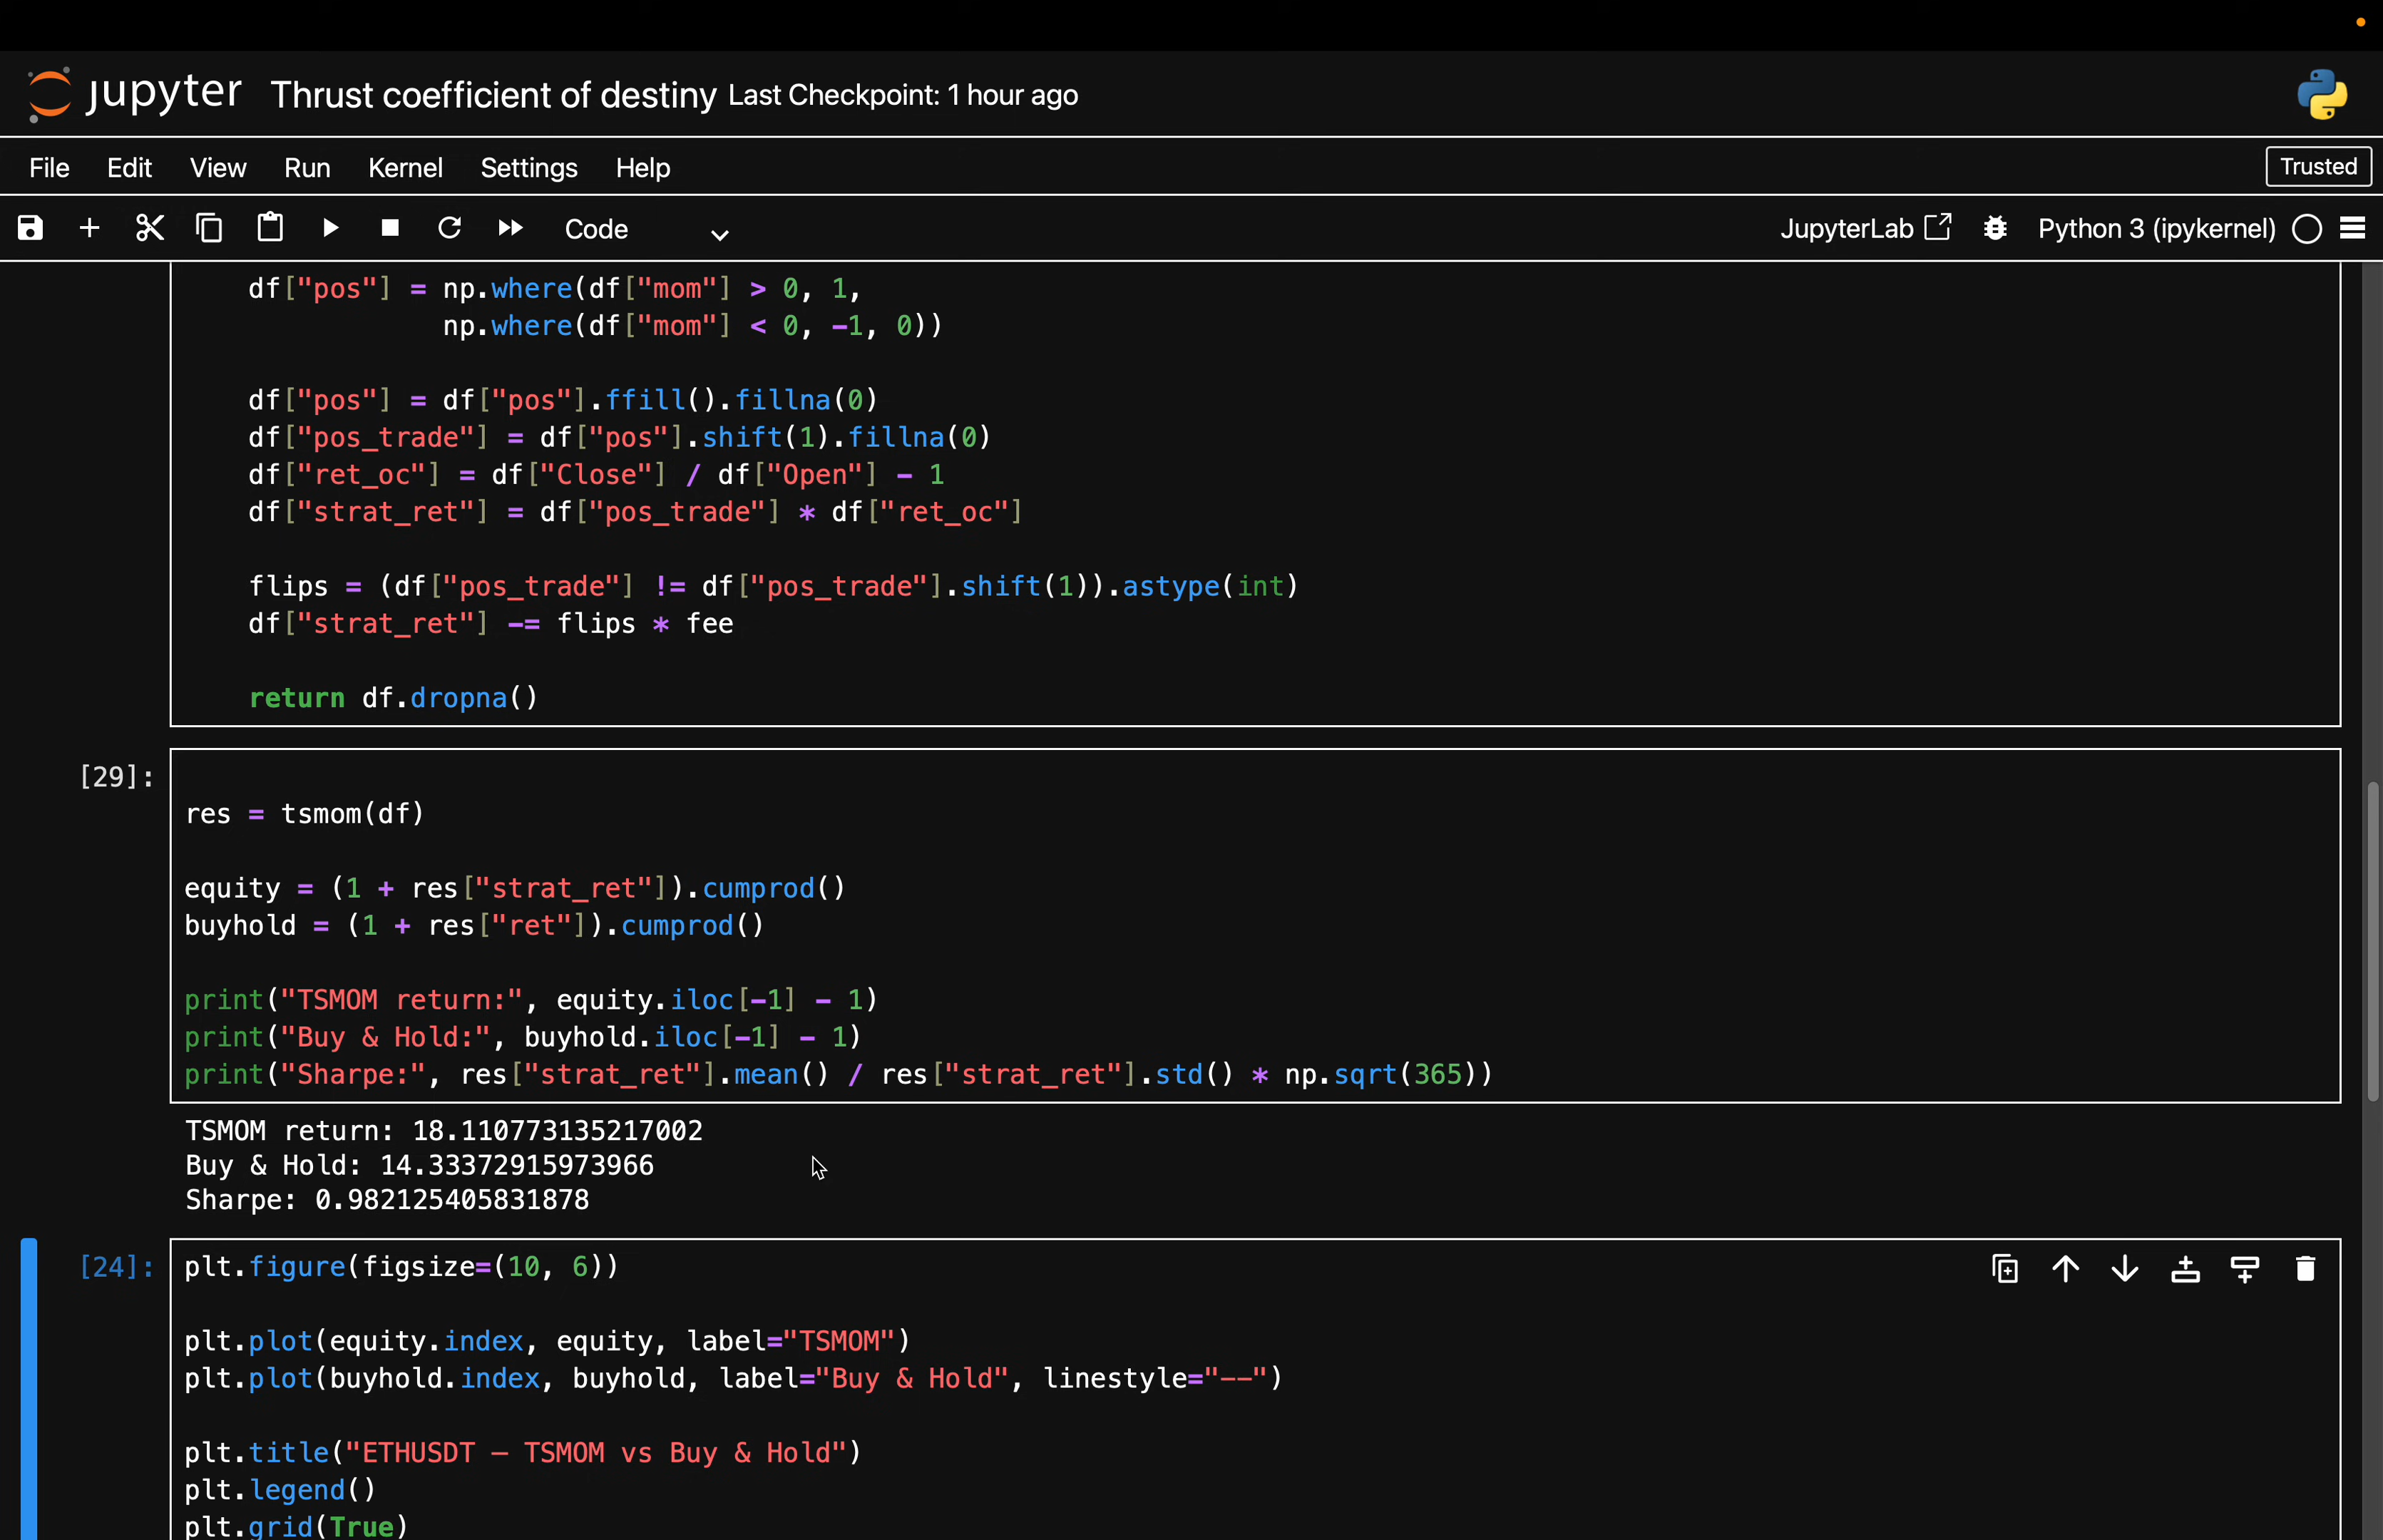 jupyter Thrust coefficient of destiny Last Checkpoint: 1 hour ago
File Edit View Run Kernel Settings Help Trusted
Code JupyterLab Python 3 (ipykernel)
    df["pos"] = np.where(df["mom"] > 0, 1,
                np.where(df["mom"] < 0, -1, 0))
    df["pos"] = df["pos"].ffill().fillna(0)
    df["pos_trade"] = df["pos"].shift(1).fillna(0)
    df["ret_oc"] = df["Close"] / df["Open"] - 1
    df["strat_ret"] = df["pos_trade"] * df["ret_oc"]
    flips = (df["pos_trade"] != df["pos_trade"].shift(1)).astype(int)
    df["strat_ret"] -= flips * fee
    return df.dropna()
[29]:
res = tsmom(df)
equity = (1 + res["strat_ret"]).cumprod()
buyhold = (1 + res["ret"]).cumprod()
print("TSMOM return:", equity.iloc[-1] - 1)
print("Buy & Hold:", buyhold.iloc[-1] - 1)
print("Sharpe:", res["strat_ret"].mean() / res["strat_ret"].std() * np.sqrt(365))
TSMOM return: 18.110773135217002
Buy & Hold: 14.33372915973966
Sharpe: 0.982125405831878
[24]: plt.figure(figsize=(10, 6))
plt.plot(equity.index, equity, label="TSMOM")
plt.plot(buyhold.index, buyhold, label="Buy & Hold", linestyle="--")
plt.title("ETHUSDT – TSMOM vs Buy & Hold")
plt.legend()
plt.grid(True)